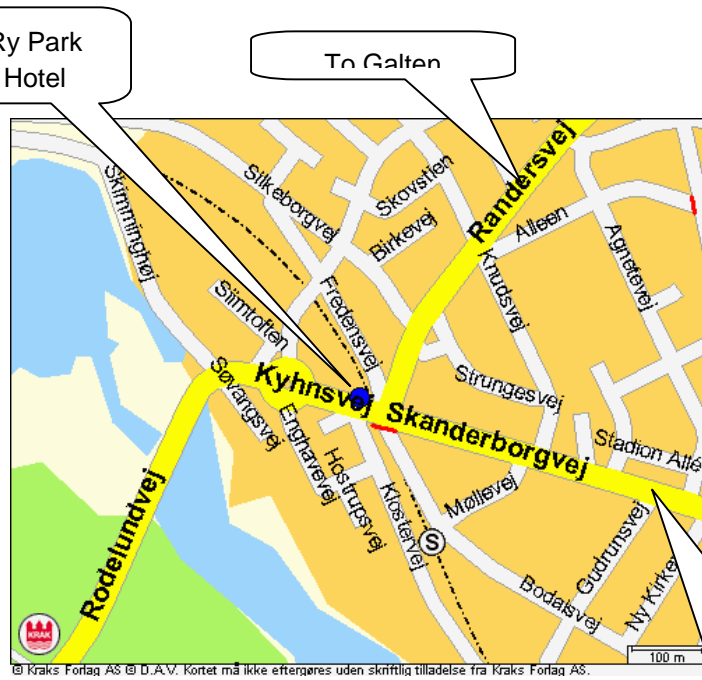 Ry Park
Hotel
To Galten
Skimminghøj
Silkeborgvej
Skovstien
Birkevej
Randersvej
Alleen
Agnetevej
Knudsvej
Siimtoften
Fredensvej
Søvangsvej
Kyhnsvej
Strungesvej
Skanderborgvej
Stadion Allé
Enghavevej
Hostrupsvej
Klostervej
Møllevej
S
Rodelundvej
Gudrunsvej
Ny Kirke
Bodalsvej
KRAK
100 m
© Kraks Forlag AS © D.A.V. Kortet må ikke eftergøres uden skriftlig tilladelse fra Kraks Forlag AS.